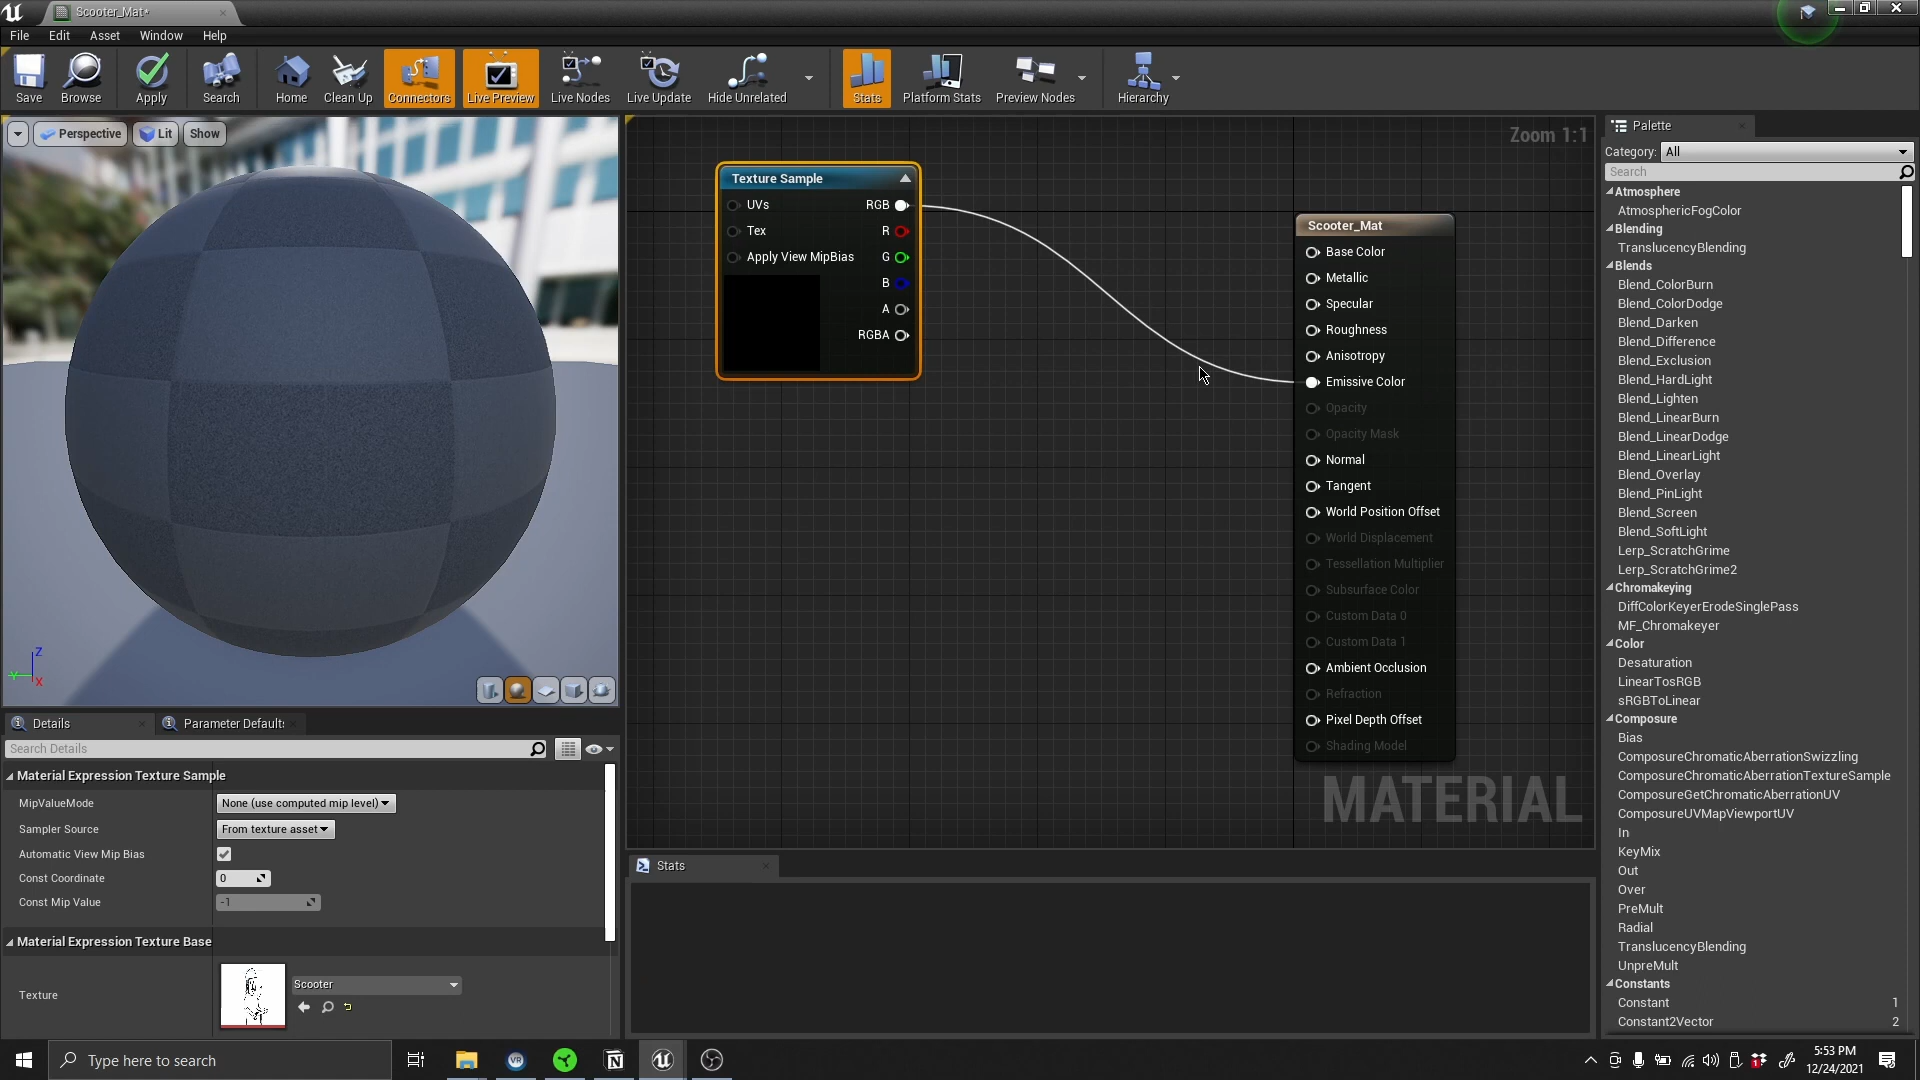 Scooter_Mat*
File Edit Asset Window Help
Save Browse Apply Search Home Clean Up Connectors Live Preview Live Nodes Live Update Hide Unrelated Stats Platform Stats Preview Nodes Hierarchy
Perspective Lit Show
Zoom 1:1
Texture Sample
UVs RGB
Tex R
Apply View MipBias G
B
A
RGBA
Scooter_Mat
Base Color
Metallic
Specular
Roughness
Anisotropy
Emissive Color
Opacity
Opacity Mask
Normal
Tangent
World Position Offset
World Displacement
Tessellation Multiplier
Subsurface Color
Custom Data 0
Custom Data 1
Ambient Occlusion
Refraction
Pixel Depth Offset
Shading Model
MATERIAL
Z
Y
X
Details Parameter Defaults
Search Details
Material Expression Texture Sample
MipValueMode None (use computed mip level)
Sampler Source From texture asset
Automatic View Mip Bias
Const Coordinate 0
Const Mip Value -1
Material Expression Texture Base
Texture Scooter
Stats
Palette
Category: All
Search
Atmosphere
AtmosphericFogColor
Blending
TranslucencyBlending
Blends
Blend_ColorBurn
Blend_ColorDodge
Blend_Darken
Blend_Difference
Blend_Exclusion
Blend_HardLight
Blend_Lighten
Blend_LinearBurn
Blend_LinearDodge
Blend_LinearLight
Blend_Overlay
Blend_PinLight
Blend_Screen
Blend_SoftLight
Lerp_ScratchGrime
Lerp_ScratchGrime2
Chromakeying
DiffColorKeyerErodeSinglePass
MF_Chromakeyer
Color
Desaturation
LinearTosRGB
sRGBToLinear
Composure
Bias
ComposureChromaticAberrationSwizzling
ComposureChromaticAberrationTextureSample
ComposureGetChromaticAberrationUV
ComposureUVMapViewportUV
In
KeyMix
Out
Over
PreMult
Radial
TranslucencyBlending
UnpreMult
Constants
Constant 1
Constant2Vector 2
Type here to search
5:53 PM
12/24/2021